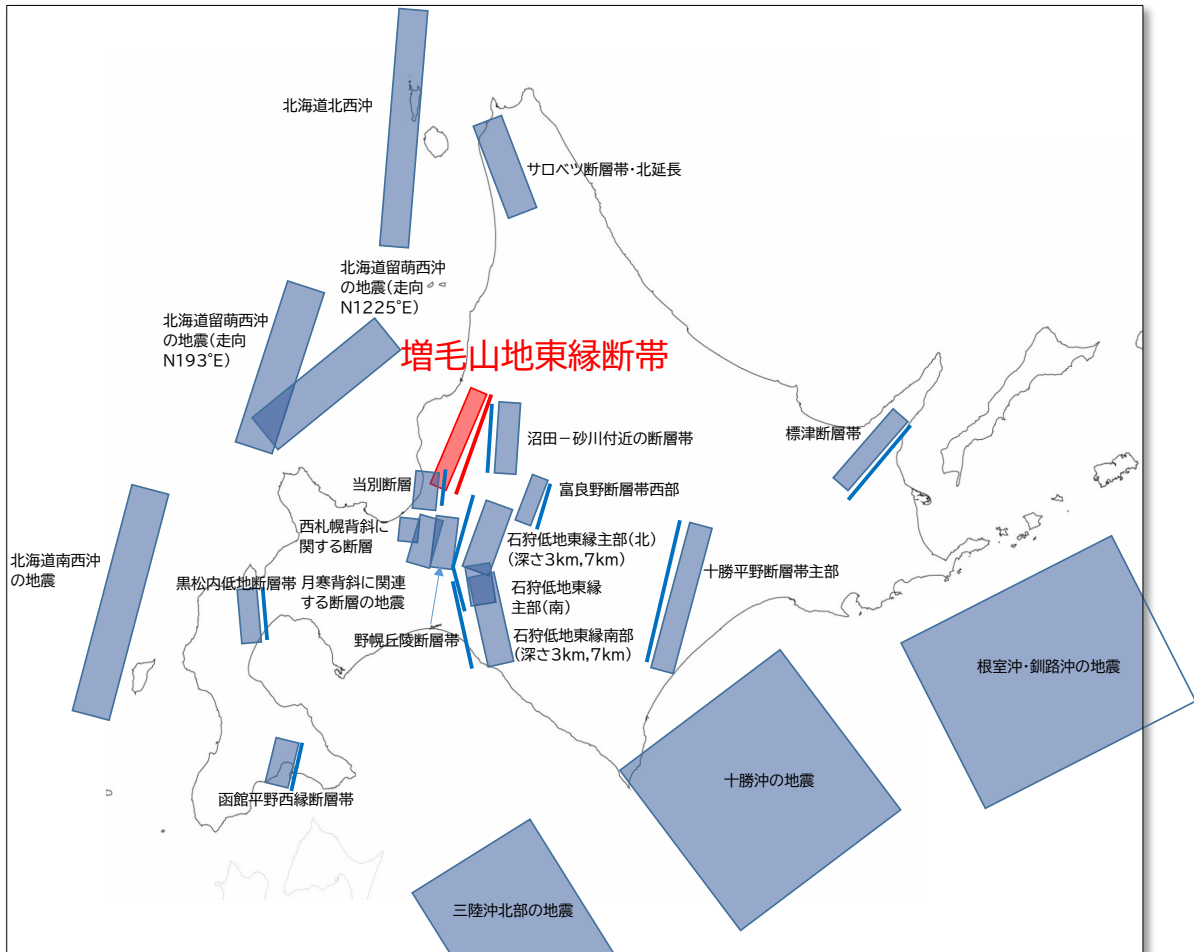 北海道北西沖
サロベツ断層帯・北延長
北海道留萌西沖
の地震(走向
N1225°E)
北海道留萌西沖
の地震(走向
N193°E)
増毛山地東縁断帯
沼田－砂川付近の断層帯
標津断層帯
当別断層
富良野断層帯西部
西札幌背斜に
関する断層
石狩低地東縁主部(北)
(深さ3km,7km)
北海道南西沖
の地震
黒松内低地断層帯
月寒背斜に関連
する断層の地震
石狩低地東縁
主部(南)
十勝平野断層帯主部
野幌丘陵断層帯
石狩低地東縁南部
(深さ3km,7km)
根室沖・釧路沖の地震
十勝沖の地震
函館平野西縁断層帯
三陸沖北部の地震